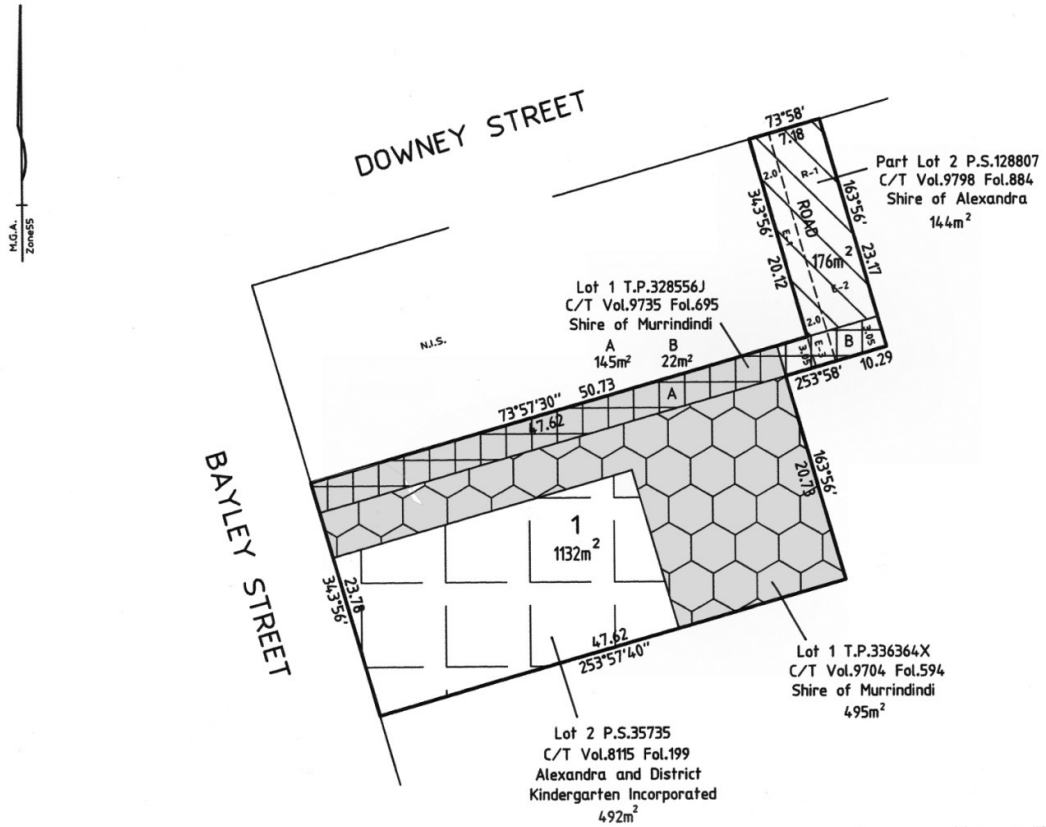 M.G.A.
Zone55
DOWNEY STREET
73°58'
7.18
2.0
R-1
ROAD
343°56'
20.12
E-1
176m²
163°56'
23.17
E-2
2.0
Part Lot 2 P.S.128807
C/T Vol.9798 Fol.884
Shire of Alexandra
144m²
Lot 1 T.P.328556J
C/T Vol.9735 Fol.695
Shire of Murrindindi
A B
145m² 22m²
N.I.S.
3.05
E-3
B
3.05
253°58'
10.29
73°57'30"
50.73
47.62
A
BAYLEY STREET
163°56'
20.73
1
1132m²
343°56'
23.78
47.62
253°57'40"
Lot 1 T.P.336364X
C/T Vol.9704 Fol.594
Shire of Murrindindi
495m²
Lot 2 P.S.35735
C/T Vol.8115 Fol.199
Alexandra and District
Kindergarten Incorporated
492m²